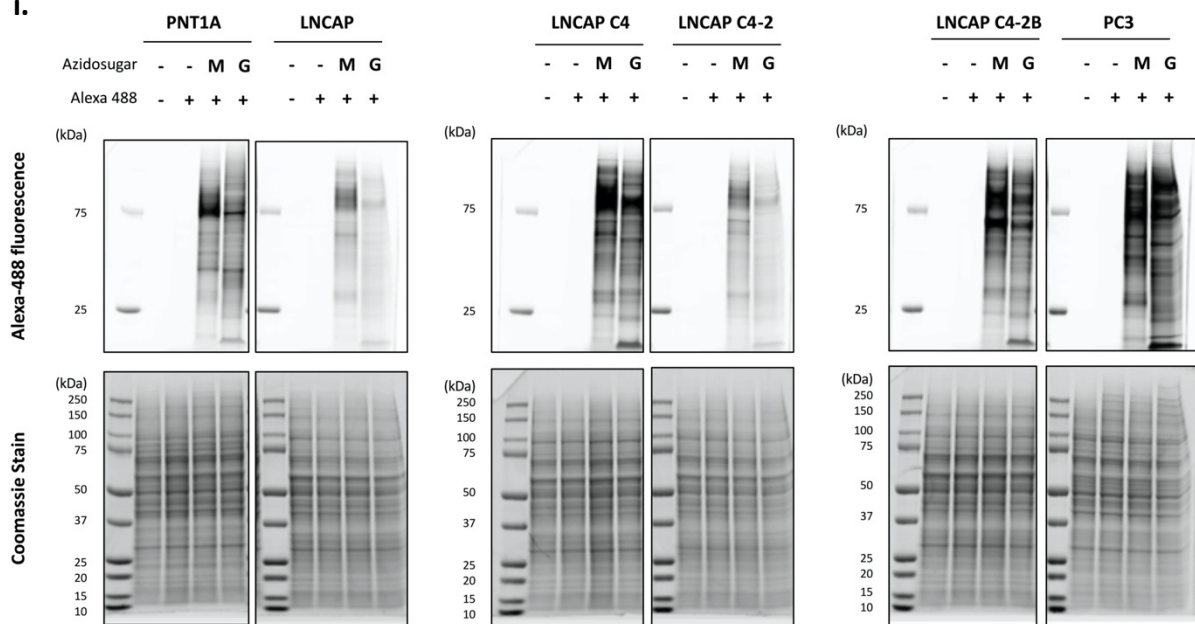 I.
PNT1A LNCAP LNCAP C4 LNCAP C4-2 LNCAP C4-2B PC3
Azidosugar - - M G - - M G - - M G - - M G - - M G - - M G
Alexa 488 - + + + - + + + - + + + - + + + - + + + - + + +
(kDa) (kDa) (kDa)
Alexa-488 fluorescence
75 75 75
25 25 25
Coomassie Stain
(kDa) (kDa) (kDa)
250 250 250
150 150 150
100 100 100
75 75 75
50 50 50
37 37 37
25 25 25
20 20 20
15 15 15
10 10 10